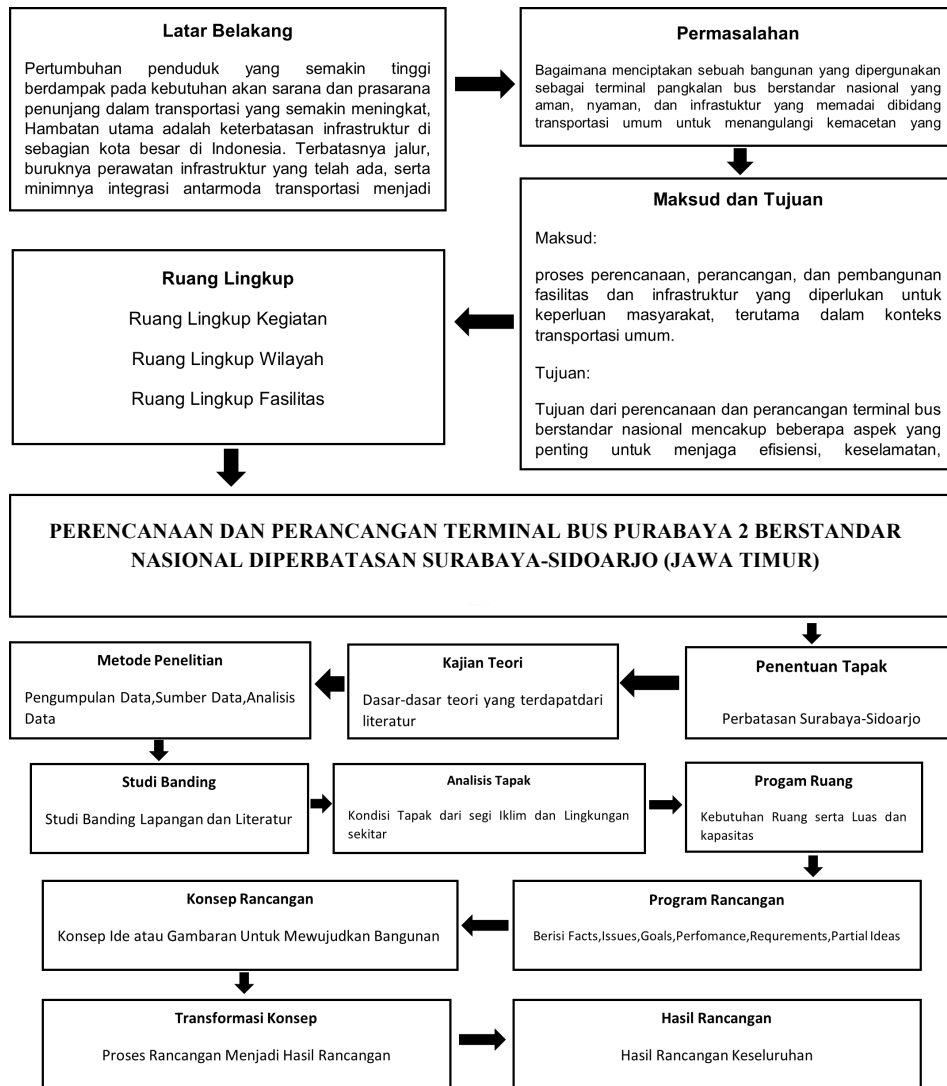 Latar Belakang
Pertumbuhan penduduk yang semakin tinggi
berdampak pada kebutuhan akan sarana dan prasarana
penunjang dalam transportasi yang semakin meningkat,
Hambatan utama adalah keterbatasan infrastruktur di
sebagian kota besar di Indonesia. Terbatasnya jalur,
buruknya perawatan infrastruktur yang telah ada, serta
minimnya integrasi antarmoda transportasi menjadi
Permasalahan
Bagaimana menciptakan sebuah bangunan yang dipergunakan
sebagai terminal pangkalan bus berstandar nasional yang
aman, nyaman, dan infrastuktur yang memadai dibidang
transportasi umum untuk menangulangi kemacetan yang
Maksud dan Tujuan
Maksud:
proses perencanaan, perancangan, dan pembangunan
fasilitas dan infrastruktur yang diperlukan untuk
keperluan masyarakat, terutama dalam konteks
transportasi umum.
Tujuan:
Tujuan dari perencanaan dan perancangan terminal bus
berstandar nasional mencakup beberapa aspek yang
penting untuk menjaga efisiensi, keselamatan,
Ruang Lingkup
Ruang Lingkup Kegiatan
Ruang Lingkup Wilayah
Ruang Lingkup Fasilitas
PERENCANAAN DAN PERANCANGAN TERMINAL BUS PURABAYA 2 BERSTANDAR
NASIONAL DIPERBATASAN SURABAYA-SIDOARJO (JAWA TIMUR)
Penentuan Tapak
Perbatasan Surabaya-Sidoarjo
Kajian Teori
Dasar-dasar teori yang terdapatdari
literatur
Metode Penelitian
Pengumpulan Data,Sumber Data,Analisis
Data
Studi Banding
Studi Banding Lapangan dan Literatur
Analisis Tapak
Kondisi Tapak dari segi Iklim dan Lingkungan
sekitar
Progam Ruang
Kebutuhan Ruang serta Luas dan
kapasitas
Program Rancangan
Berisi Facts,Issues,Goals,Perfomance,Requrements,Partial Ideas
Konsep Rancangan
Konsep Ide atau Gambaran Untuk Mewujudkan Bangunan
Transformasi Konsep
Proses Rancangan Menjadi Hasil Rancangan
Hasil Rancangan
Hasil Rancangan Keseluruhan